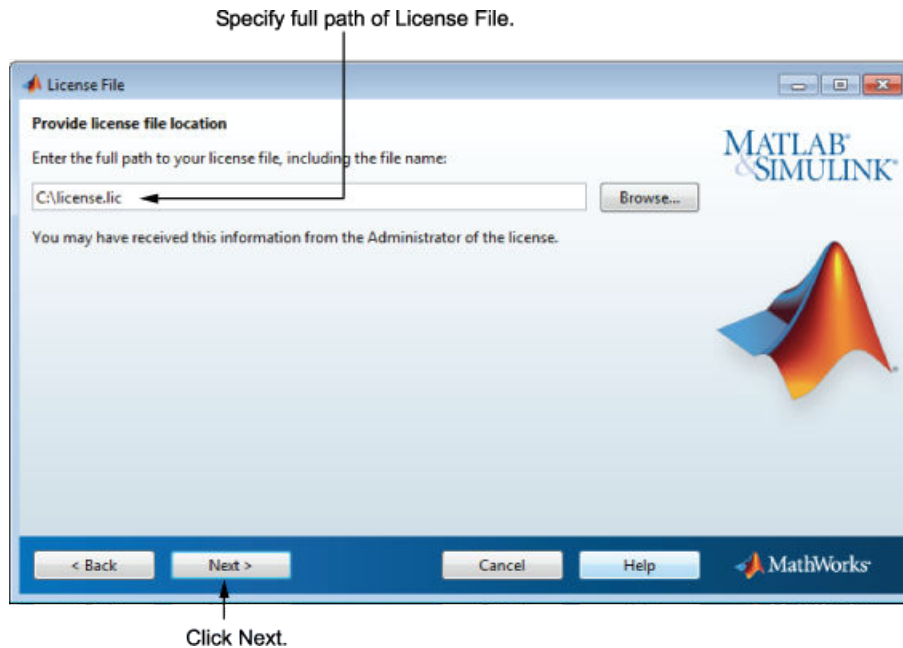 Specify full path of License File.
License File
Provide license file location
Enter the full path to your license file, including the file name:
C:\license.lic
Browse...
You may have received this information from the Administrator of the license.
MATLAB®
&SIMULINK®
< Back
Next >
Cancel
Help
MathWorks®
Click Next.